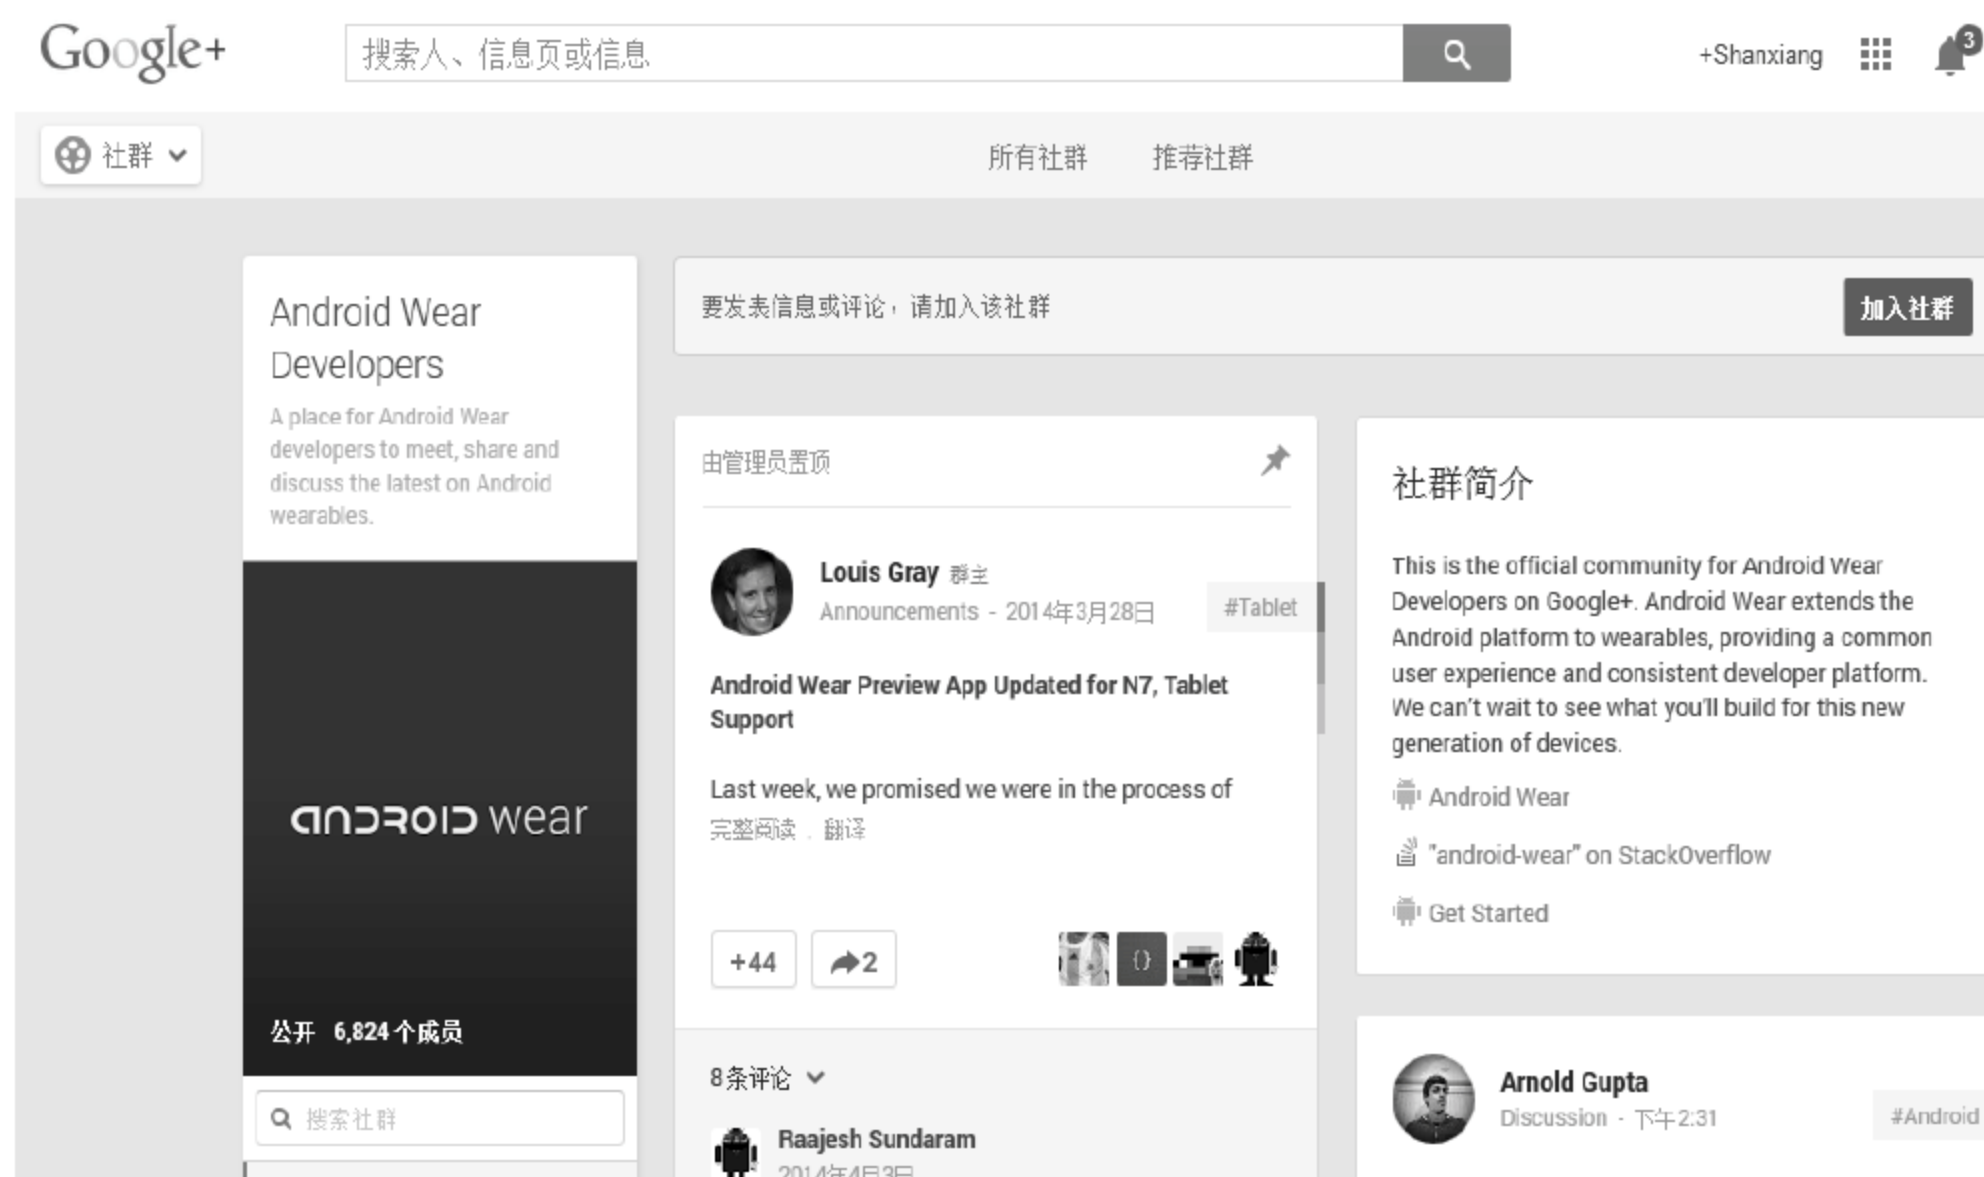 Google+
搜索人、信息页或信息
+Shanxiang
3
社群
所有社群
推荐社群
Android Wear
Developers
A place for Android Wear
developers to meet, share and
discuss the latest on Android
wearables.
ANDROID wear
公开 6,824 个成员
搜索社群
要发表信息或评论，请加入该社群
加入社群
由管理员置顶
Louis Gray 群主
Announcements - 2014年3月28日
#Tablet
Android Wear Preview App Updated for N7, Tablet
Support
Last week, we promised we were in the process of
完整阅读 . 翻译
+44
2
{}
8条评论
Raajesh Sundaram
2014年4月3日
社群简介
This is the official community for Android Wear
Developers on Google+. Android Wear extends the
Android platform to wearables, providing a common
user experience and consistent developer platform.
We can't wait to see what you'll build for this new
generation of devices.
Android Wear
"android-wear" on StackOverflow
Get Started
Arnold Gupta
Discussion - 下午2:31
#Android